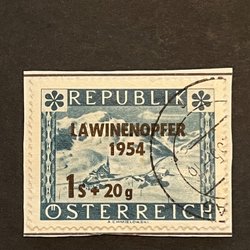 REPUBLIK
LAWINENOPFER
1954
1s + 20g
ÖSTERREICH